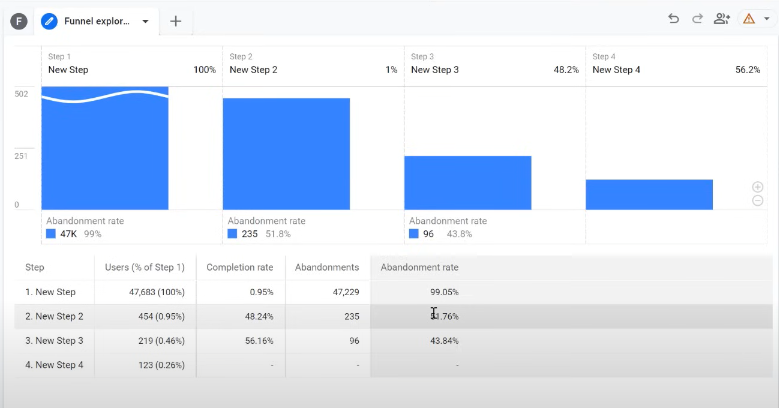 F Funnel explor... +
Step 1 Step 2 Step 3 Step 4
New Step 100% New Step 2 1% New Step 3 48.2% New Step 4 56.2%
502
251
0
Abandonment rate Abandonment rate Abandonment rate
47K 99% 235 51.8% 96 43.8%
Step Users (% of Step 1) Completion rate Abandonments Abandonment rate
1. New Step 47,683 (100%) 0.95% 47,229 99.05%
2. New Step 2 454 (0.95%) 48.24% 235 51.76%
3. New Step 3 219 (0.46%) 56.16% 96 43.84%
4. New Step 4 123 (0.26%) - - -